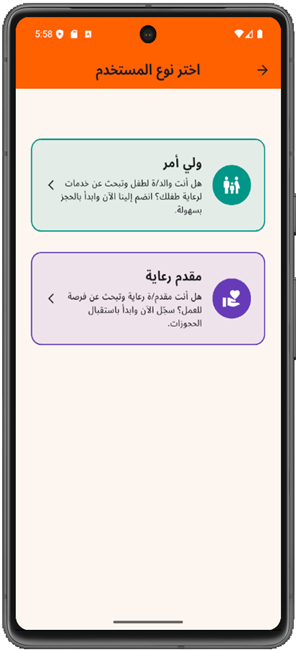 5:58
اختر نوع المستخدم
ولي أمر
هل أنت والد/ة لطفل وتبحث عن خدمات
لرعاية طفلك؟ انضم إلينا الآن وابدأ بالحجز
بسهولة.
مقدم رعاية
هل أنت مقدم/ة رعاية وتبحث عن فرصة
للعمل؟ سجّل الآن وابدأ باستقبال
الحجوزات.